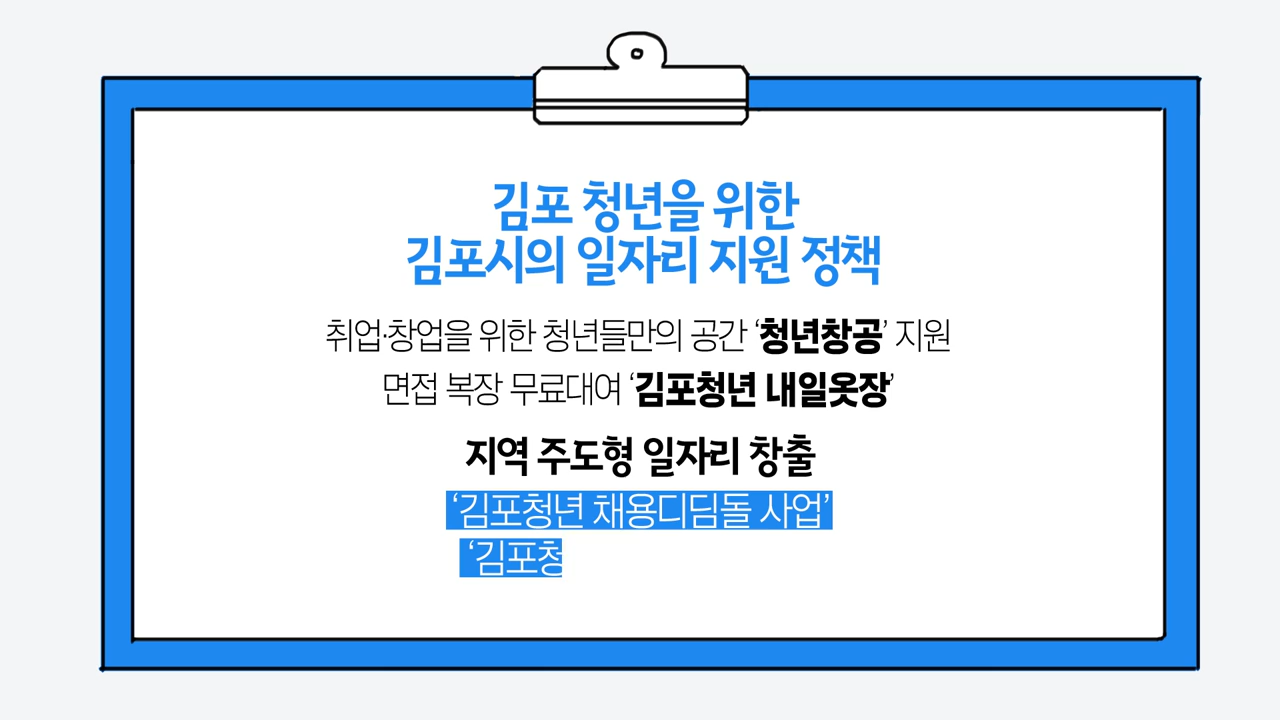 김포 청년을 위한
김포시의 일자리 지원 정책
취업·창업을 위한 청년들만의 공간 ‘청년창공’ 지원
면접 복장 무료대여 ‘김포청년 내일옷장’
지역 주도형 일자리 창출
‘김포청년 채용디딤돌 사업’
‘김포청